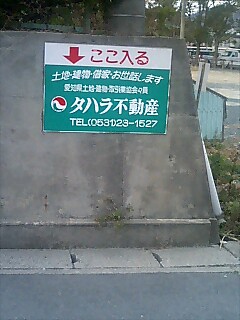 ↓ここ入る
土地・建物・借家・お世話します
愛知県土地・建物・取引業協会々員
タハラ不動産
TEL(0531)23-1527